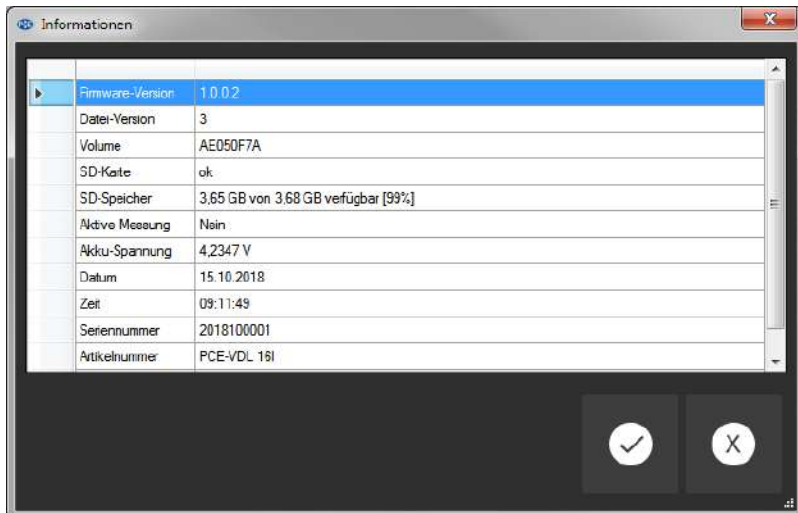 Informationen
Firmware-Version 1.0.0.2
Datei-Version 3
Volume AE050F7A
SD-Karte ok
SD-Speicher 3,65 GB von 3,68 GB verfügbar [99%]
Aktive Messung Nein
Akku-Spannung 4,2347 V
Datum 15.10.2018
Zeit 09:11:49
Seriennummer 2018100001
Artikelnummer PCE-VDL 16I